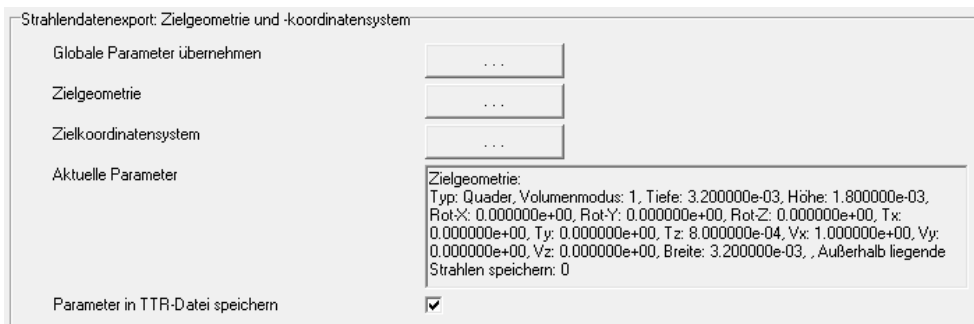 Strahlendatenexport: Zielgeometrie und -koordinatensystem
Globale Parameter übernehmen
. . .
Zielgeometrie
. . .
Zielkoordinatensystem
. . .
Aktuelle Parameter
Zielgeometrie:
Typ: Quader, Volumenmodus: 1, Tiefe: 3.200000e-03, Höhe: 1.800000e-03,
Rot-X: 0.000000e+00, Rot-Y: 0.000000e+00, Rot-Z: 0.000000e+00, Tx:
0.000000e+00, Ty: 0.000000e+00, Tz: 8.000000e-04, Vx: 1.000000e+00, Vy:
0.000000e+00, Vz: 0.000000e+00, Breite: 3.200000e-03, , Außerhalb liegende
Strahlen speichern: 0
Parameter in TTR-Datei speichern